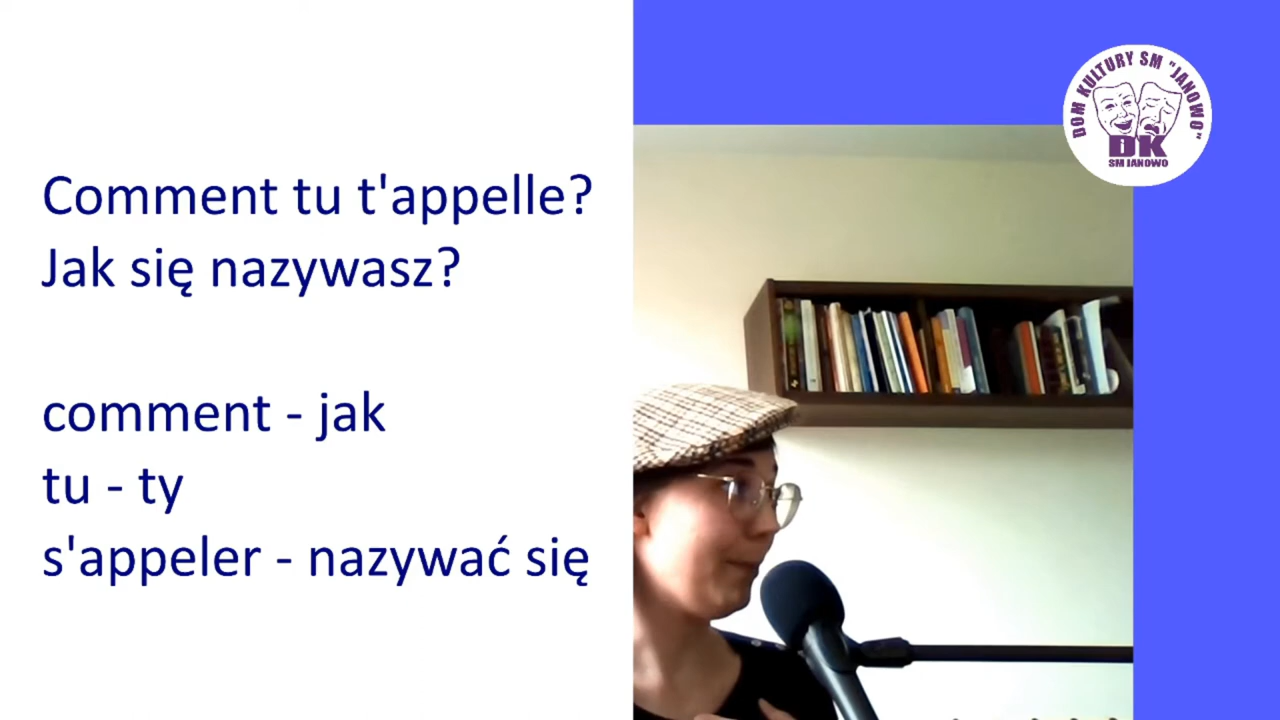 Comment tu t'appelle?
Jak się nazywasz?
comment - jak
tu - ty
s'appeler - nazywać się
DOM KULTURY SM "JANOWO"
DK
SM JANOWO